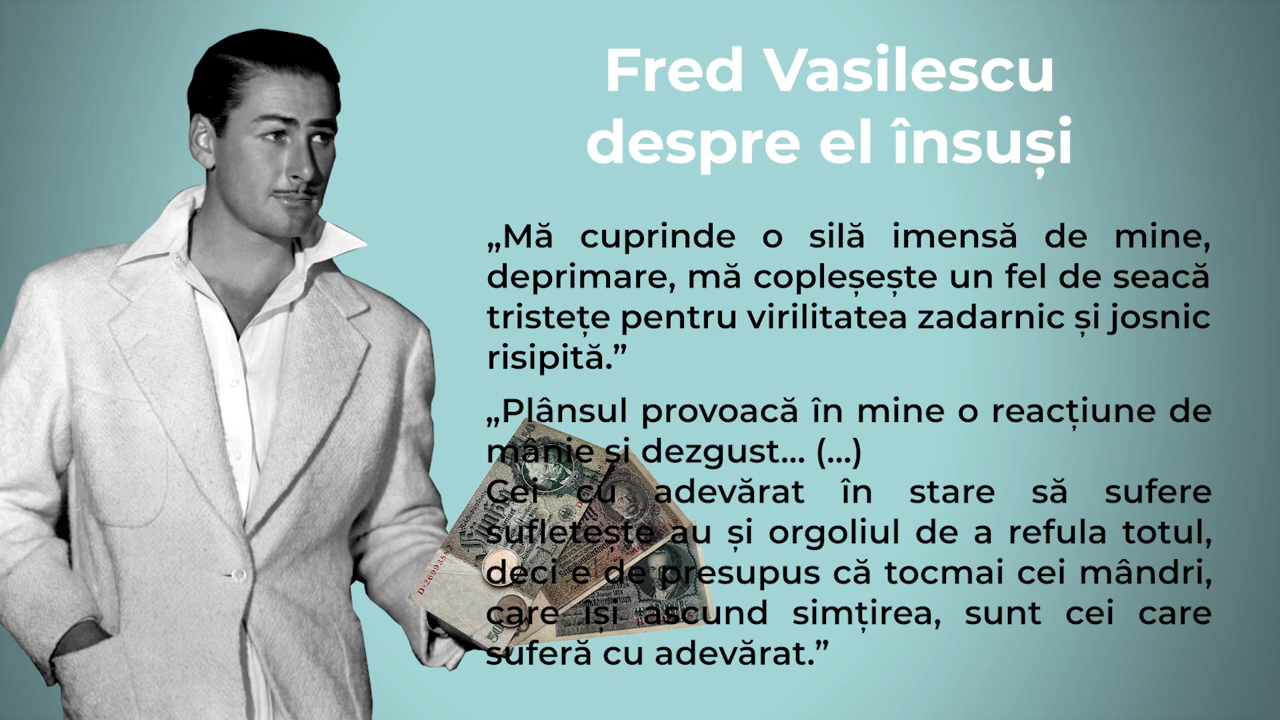 Fred Vasilescu
despre el însuși
„Mă cuprinde o silă imensă de mine,
deprimare, mă copleșește un fel de seacă
tristețe pentru virilitatea zadarnic și josnic
risipită.”
„Plânsul provoacă în mine o reacțiune de
mânie si dezgust... (...)
Cei cu adevărat în stare să sufere
sufletește au și orgoliul de a refula totul,
deci e de presupus că tocmai cei mândri,
care își ascund simțirea, sunt cei care
suferă cu adevărat.”